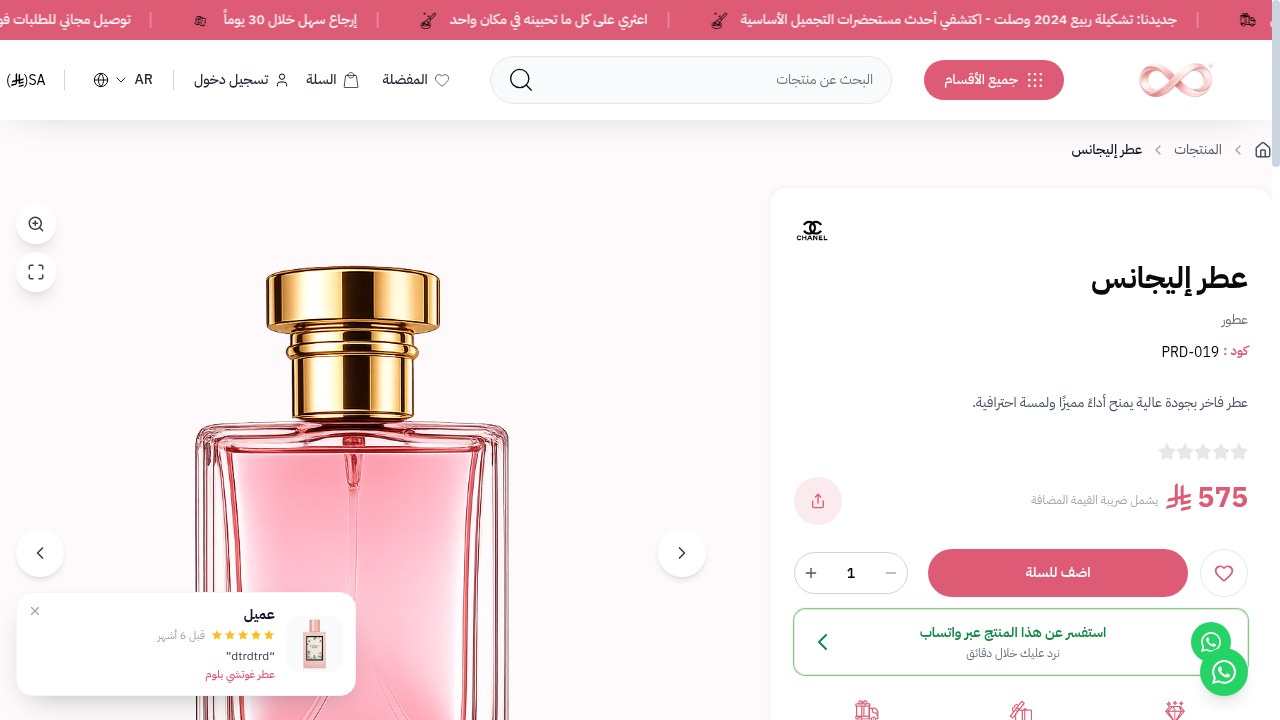 جديدنا: تشكيلة ربيع 2024 وصلت - اكتشفي أحدث مستحضرات التجميل الأساسية | اعثري على كل ما تحبينه في مكان واحد | إرجاع سهل خلال 30 يوماً | توصيل مجاني للطلبات
جميع الأقسام
البحث عن منتجات
المفضلة
السلة
تسجيل دخول
AR
SA
المنتجات
عطر إليجانس
CHANEL
عطر إليجانس
عطور
كود : PRD-019
عطر فاخر بجودة عالية يمنح أداءً مميزًا ولمسة احترافية.
575 يشمل ضريبة القيمة المضافة
اضف للسلة
1
استفسر عن هذا المنتج عبر واتساب
نرد عليك خلال دقائق
عميل
قبل 6 أشهر
“dtrdtrd”
عطر غوتشي بلوم